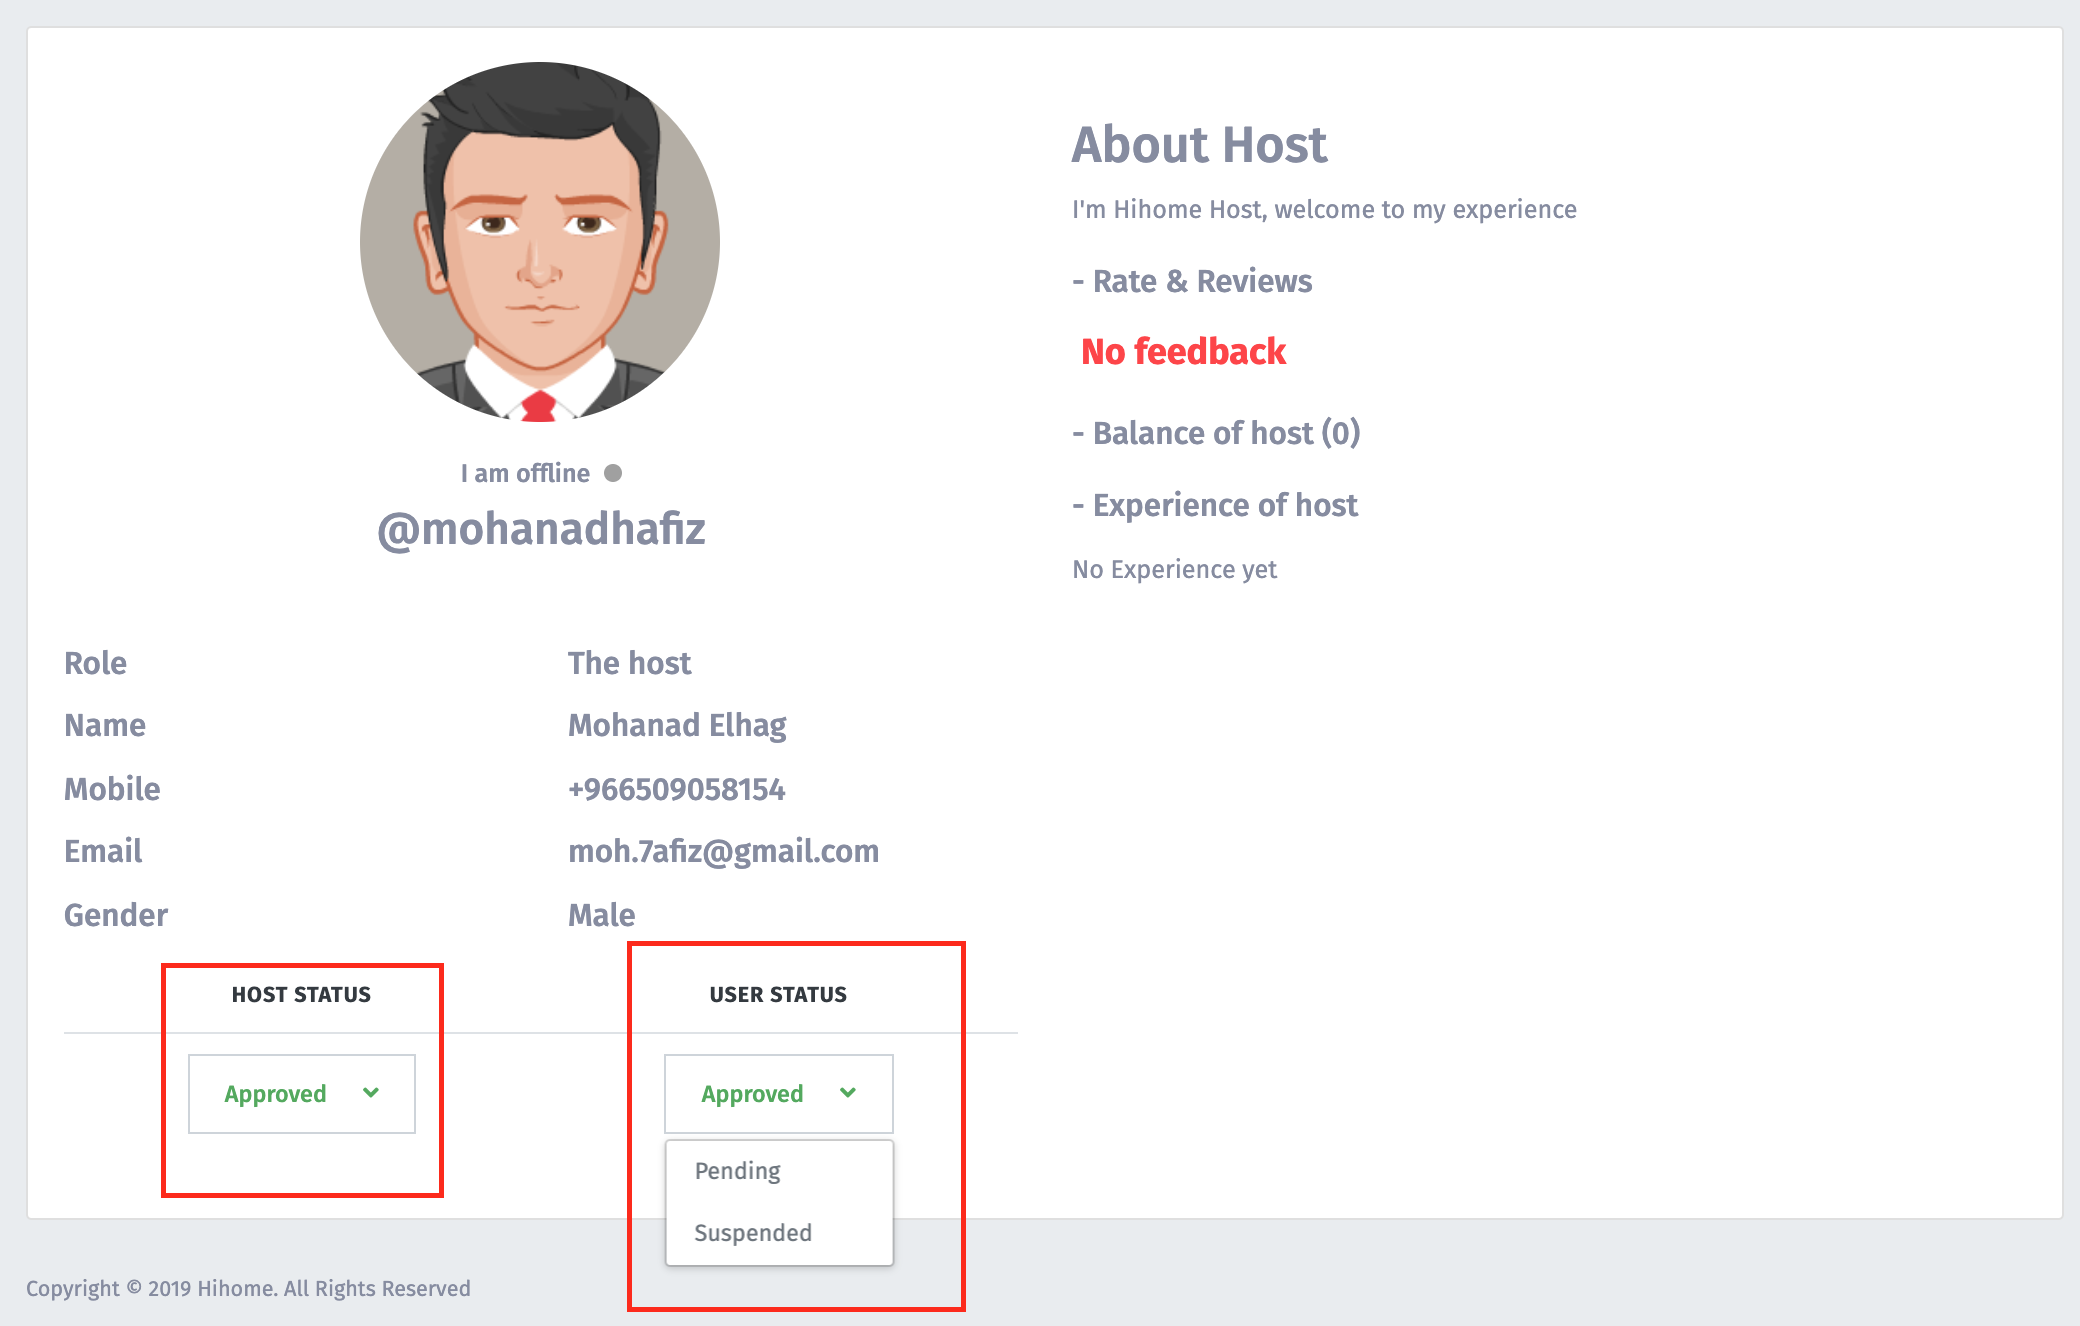 I am offline
@mohanadhafiz
Role The host
Name Mohanad Elhag
Mobile +966509058154
Email moh.7afiz@gmail.com
Gender Male
HOST STATUS USER STATUS
Approved Approved
Pending
Suspended
About Host
I'm Hihome Host, welcome to my experience
- Rate & Reviews
No feedback
- Balance of host (0)
- Experience of host
No Experience yet
Copyright © 2019 Hihome. All Rights Reserved